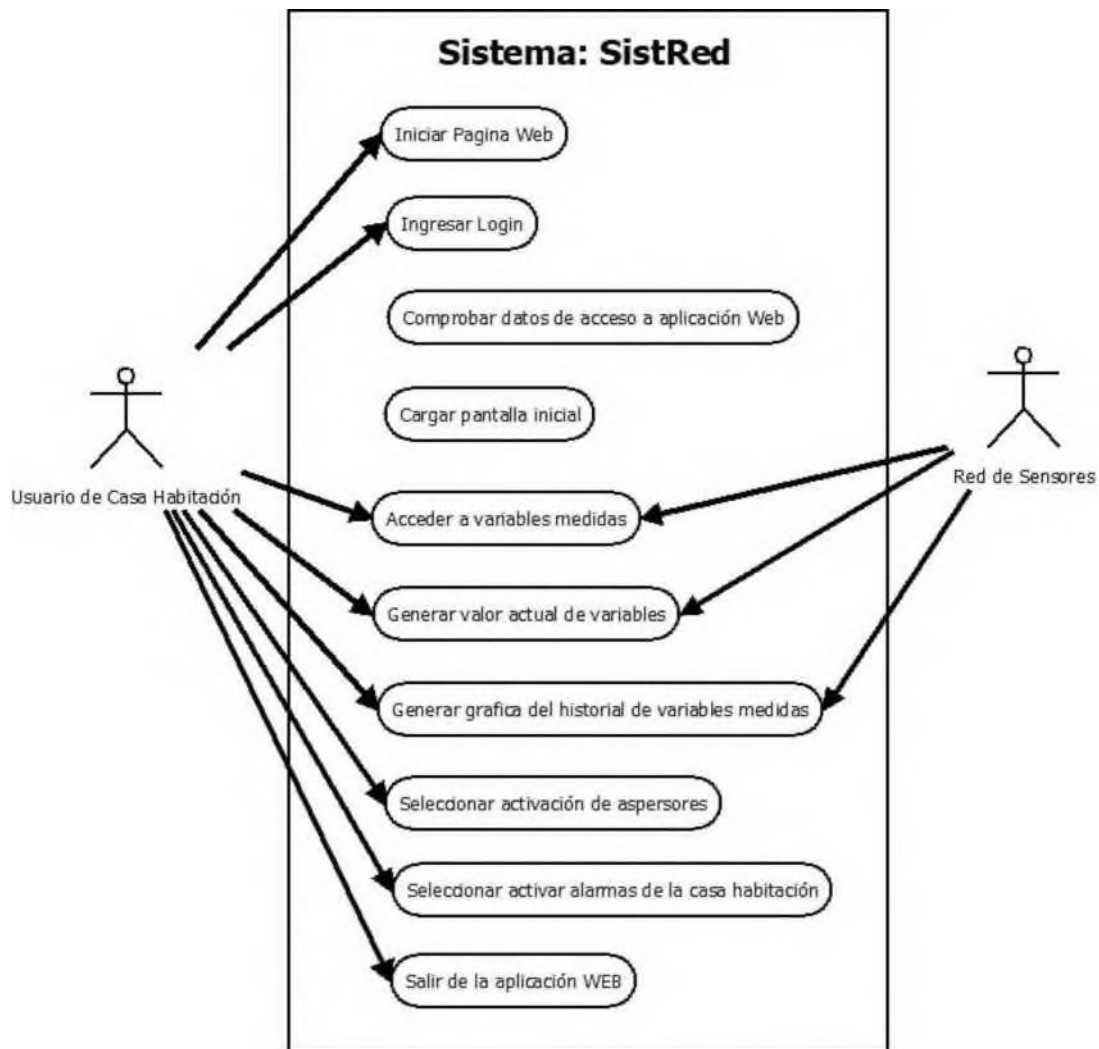 Sistema: SistRed
Iniciar Pagina Web
Ingresar Login
Comprobar datos de acceso a aplicación Web
Cargar pantalla inicial
Usuario de Casa Habitación
Red de Sensores
Acceder a variables medidas
Generar valor actual de variables
Generar grafica del historial de variables medidas
Seleccionar activación de aspersores
Seleccionar activar alarmas de la casa habitación
Salir de la aplicación WEB